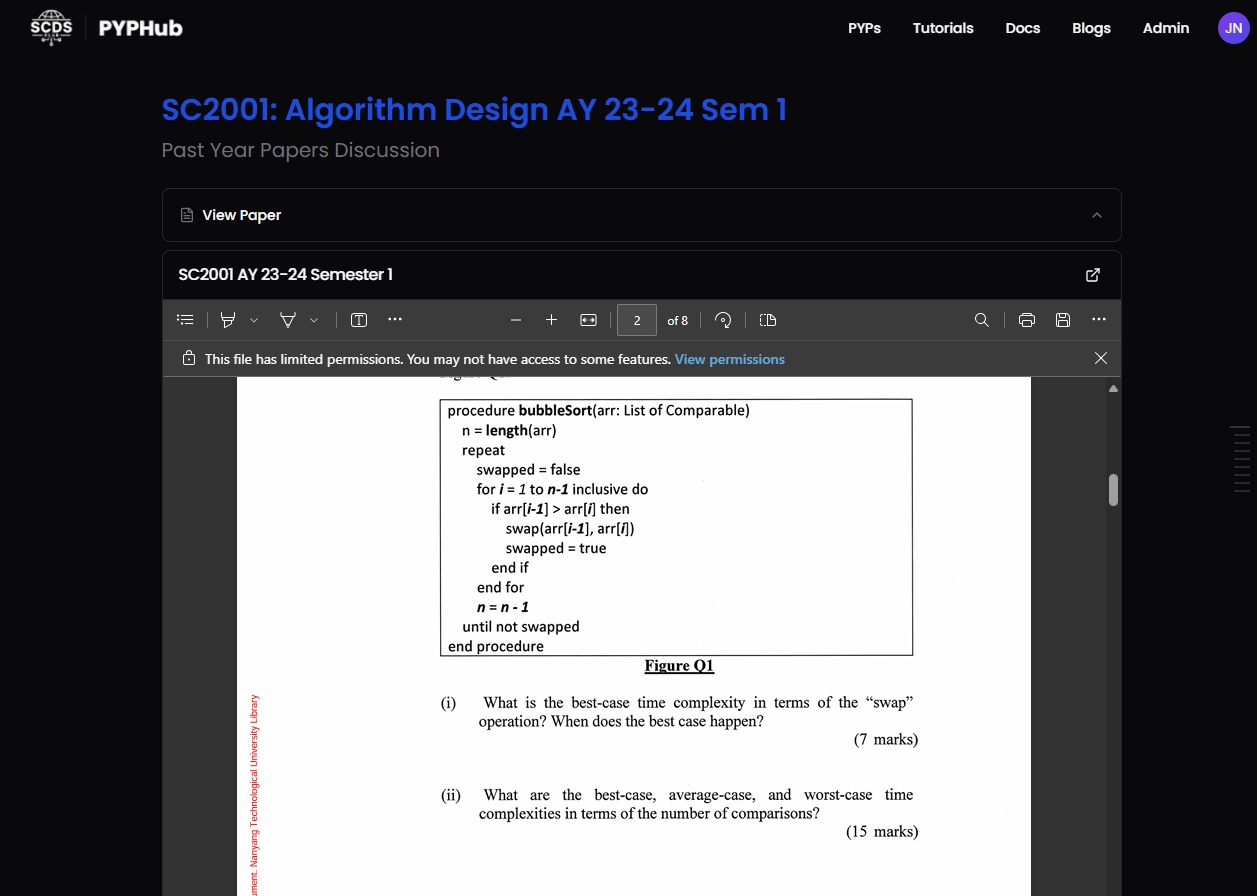 SCDS
CLUB
PYPHub
PYPs
Tutorials
Docs
Blogs
Admin
JN
SC2001: Algorithm Design AY 23-24 Sem 1
Past Year Papers Discussion
View Paper
SC2001 AY 23-24 Semester 1
2
of 8
This file has limited permissions. You may not have access to some features. View permissions
procedure bubbleSort(arr: List of Comparable)
n = length(arr)
repeat
swapped = false
for i = 1 to n-1 inclusive do
if arr[i-1] > arr[i] then
swap(arr[i-1], arr[i])
swapped = true
end if
end for
n = n - 1
until not swapped
end procedure
Figure Q1
(i) What is the best-case time complexity in terms of the “swap”
operation? When does the best case happen?
(7 marks)
(ii) What are the best-case, average-case, and worst-case time
complexities in terms of the number of comparisons?
(15 marks)
Nanyang Technological University Library